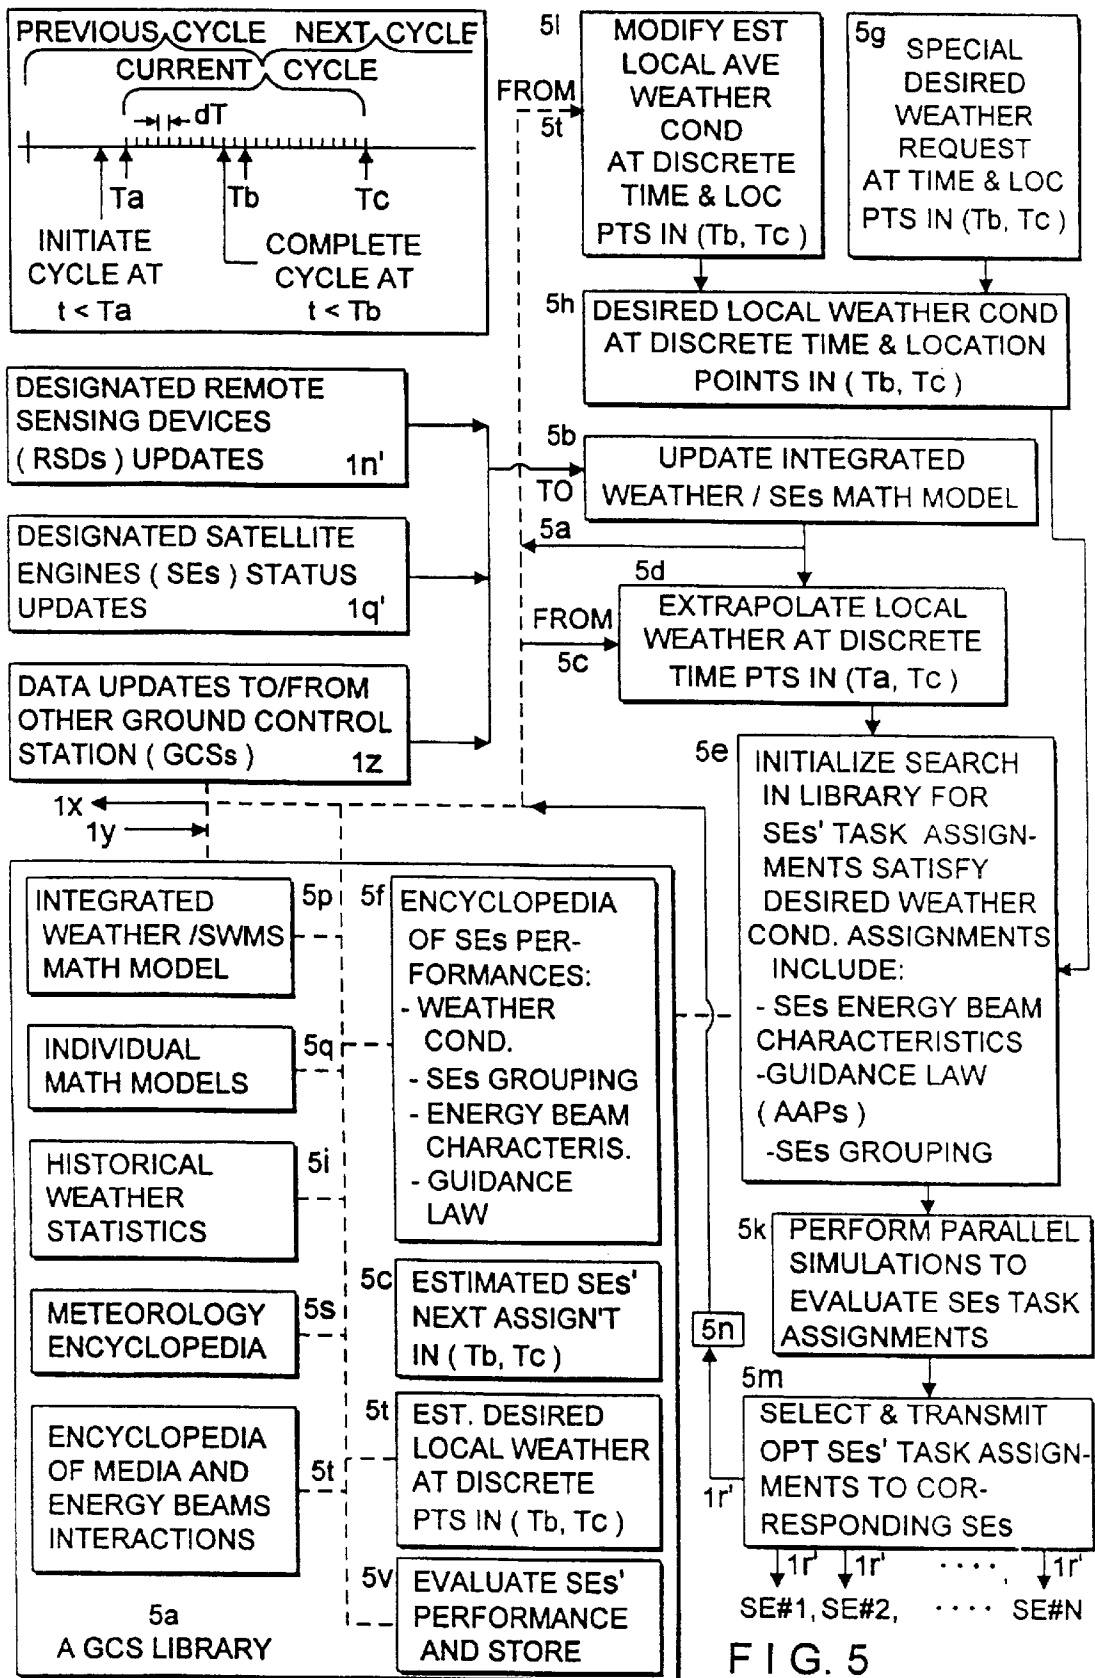 PREVIOUS CYCLE NEXT CYCLE
CURRENT CYCLE
dT
Ta Tb Tc
INITIATE
CYCLE AT
t < Ta
COMPLETE
CYCLE AT
t < Tb
5l
MODIFY EST
LOCAL AVE
WEATHER
COND
AT DISCRETE
TIME & LOC
PTS IN (Tb, Tc )
FROM
5t
5g
SPECIAL
DESIRED
WEATHER
REQUEST
AT TIME & LOC
PTS IN (Tb, Tc )
5h
DESIRED LOCAL WEATHER COND
AT DISCRETE TIME & LOCATION
POINTS IN ( Tb, Tc )
DESIGNATED REMOTE
SENSING DEVICES
( RSDs ) UPDATES
1n'
DESIGNATED SATELLITE
ENGINES ( SEs ) STATUS
UPDATES
1q'
DATA UPDATES TO/FROM
OTHER GROUND CONTROL
STATION ( GCSs )
1z
1x
1y
5b
UPDATE INTEGRATED
WEATHER / SEs MATH MODEL
TO
5a
5d
EXTRAPOLATE LOCAL
WEATHER AT DISCRETE
TIME PTS IN (Ta, Tc )
FROM
5c
5e
INITIALIZE SEARCH
IN LIBRARY FOR
SEs' TASK ASSIGN-
MENTS SATISFY
DESIRED WEATHER
COND. ASSIGNMENTS
INCLUDE:
- SEs ENERGY BEAM
CHARACTERISTICS
-GUIDANCE LAW
( AAPs )
-SEs GROUPING
5k
PERFORM PARALLEL
SIMULATIONS TO
EVALUATE SEs TASK
ASSIGNMENTS
5n
5m
SELECT & TRANSMIT
OPT SEs' TASK ASSIGN-
MENTS TO COR-
RESPONDING SEs
1r'
1r' 1r' · · · · , 1r'
SE#1, SE#2, · · · · SE#N
INTEGRATED
WEATHER /SWMS
MATH MODEL
5p
INDIVIDUAL
MATH MODELS
5q
HISTORICAL
WEATHER
STATISTICS
5i
METEOROLOGY
ENCYCLOPEDIA
5s
ENCYCLOPEDIA
OF MEDIA AND
ENERGY BEAMS
INTERACTIONS
5t
5a
A GCS LIBRARY
5f
ENCYCLOPEDIA
OF SEs PER-
FORMANCES:
- WEATHER
COND.
- SEs GROUPING
- ENERGY BEAM
CHARACTERIS.
- GUIDANCE
LAW
5c
ESTIMATED SEs'
NEXT ASSIGN'T
IN ( Tb, Tc )
5t
EST. DESIRED
LOCAL WEATHER
AT DISCRETE
PTS IN ( Tb, Tc )
5v
EVALUATE SEs'
PERFORMANCE
AND STORE
FIG. 5